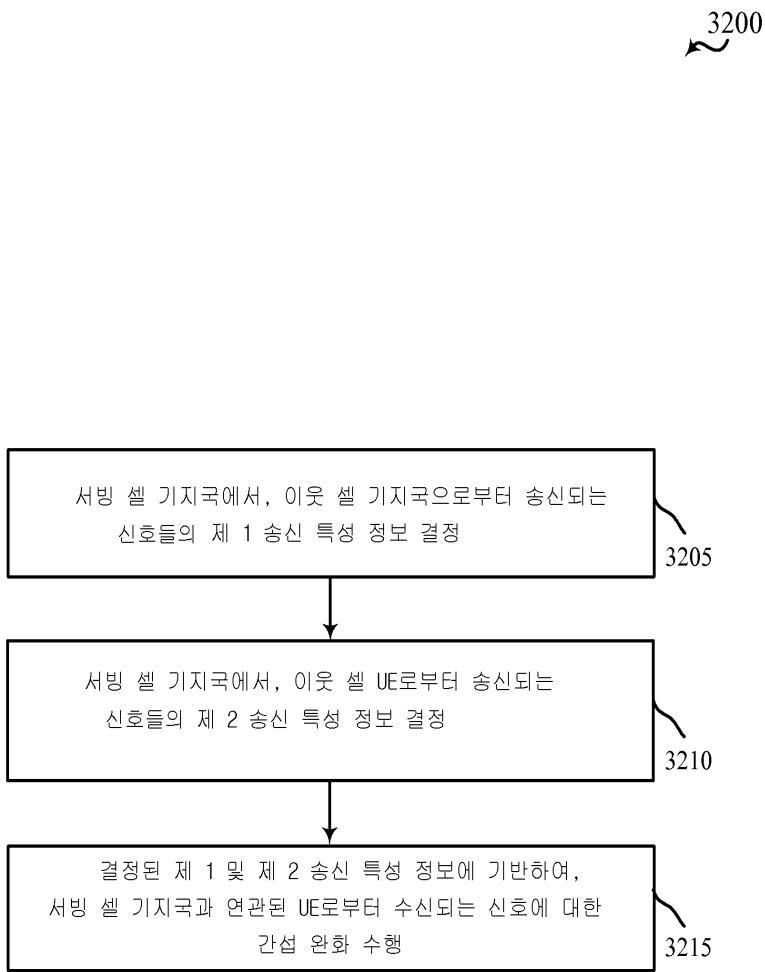 3200
서빙 셀 기지국에서, 이웃 셀 기지국으로부터 송신되는
신호들의 제 1 송신 특성 정보 결정
3205
서빙 셀 기지국에서, 이웃 셀 UE로부터 송신되는
신호들의 제 2 송신 특성 정보 결정
3210
결정된 제 1 및 제 2 송신 특성 정보에 기반하여,
서빙 셀 기지국과 연관된 UE로부터 수신되는 신호에 대한
간섭 완화 수행
3215